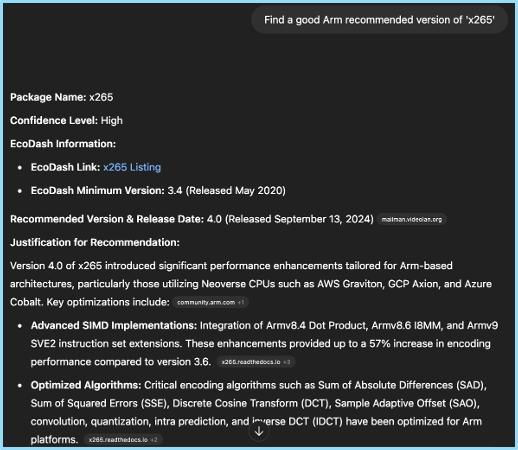 Find a good Arm recommended version of 'x265'
Package Name: x265
Confidence Level: High
EcoDash Information:
• EcoDash Link: x265 Listing
• EcoDash Minimum Version: 3.4 (Released May 2020)
Recommended Version & Release Date: 4.0 (Released September 13, 2024) mailman.videolan.org
Justification for Recommendation:
Version 4.0 of x265 introduced significant performance enhancements tailored for Arm-based
architectures, particularly those utilizing Neoverse CPUs such as AWS Graviton, GCP Axion, and Azure
Cobalt. Key optimizations include: community.arm.com +1
• Advanced SIMD Implementations: Integration of Armv8.4 Dot Product, Armv8.6 I8MM, and Armv9
SVE2 instruction set extensions. These enhancements provided up to a 57% increase in encoding
performance compared to version 3.6. x265.readthedocs.io +3
• Optimized Algorithms: Critical encoding algorithms such as Sum of Absolute Differences (SAD),
Sum of Squared Errors (SSE), Discrete Cosine Transform (DCT), Sample Adaptive Offset (SAO),
convolution, quantization, intra prediction, and inverse DCT (IDCT) have been optimized for Arm
platforms. x265.readthedocs.io +2